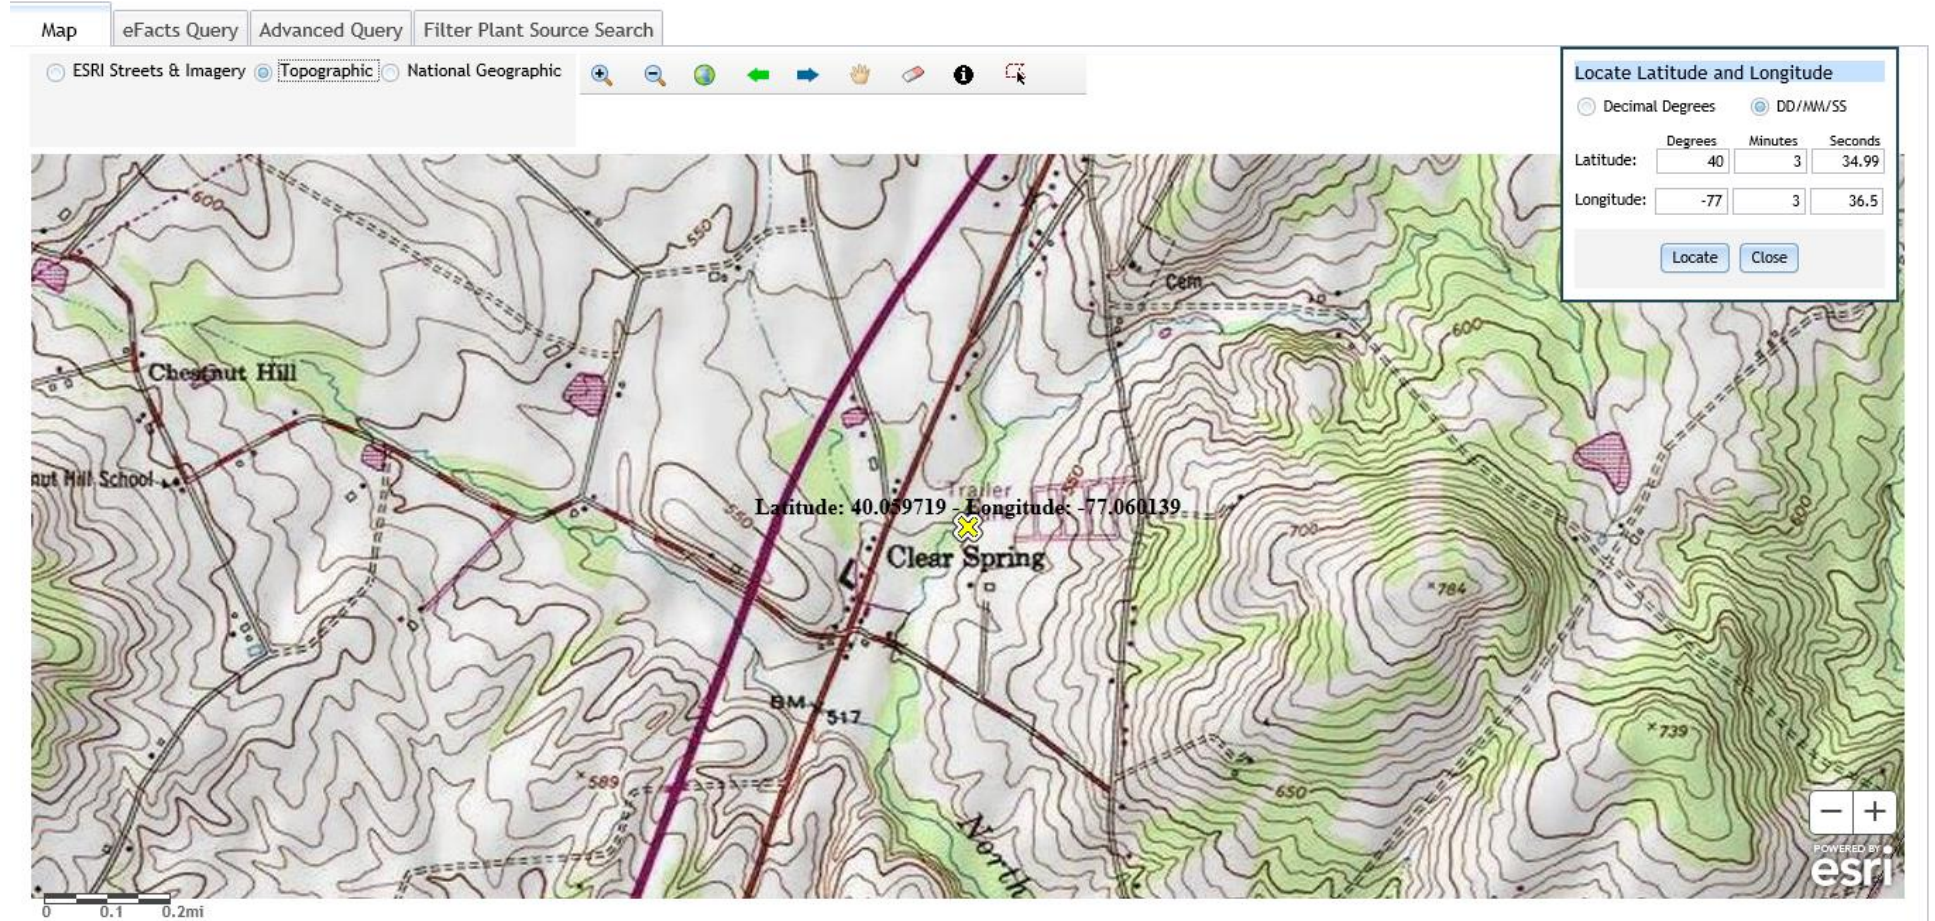 Map eFacts Query Advanced Query Filter Plant Source Search
ESRI Streets & Imagery Topographic National Geographic
Locate Latitude and Longitude
Decimal Degrees DD/MM/SS
Degrees Minutes Seconds
Latitude: 40 3 34.99
Longitude: -77 3 36.5
Locate Close
600
550
Cem
600
Chestnut Hill
nut Hill School
Trailer
550
Latitude: 40.059719 - Longitude: -77.060139
550
600
700
Clear Spring
784
BM
517
739
589
650
North
POWERED BY
esri
0 0.1 0.2mi